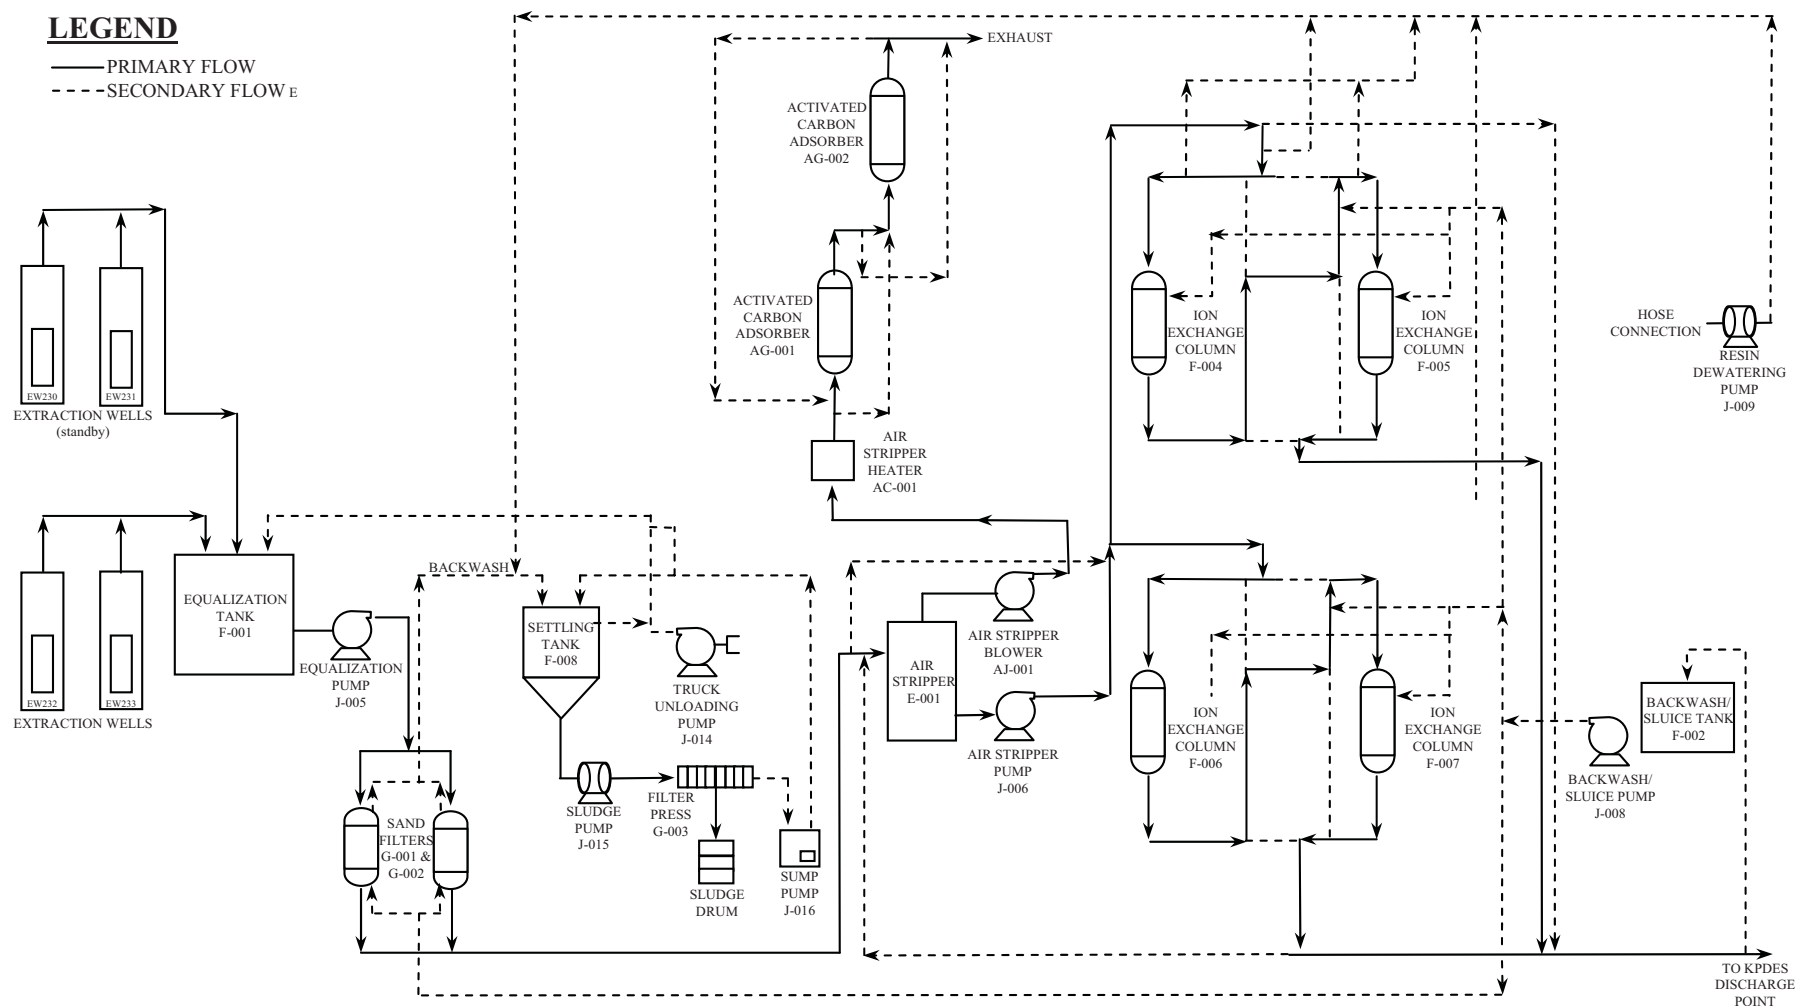 LEGEND
PRIMARY FLOW
SECONDARY FLOW E
EXHAUST
ACTIVATED
CARBON
ADSORBER
AG-002
ACTIVATED
CARBON
ADSORBER
AG-001
AIR
STRIPPER
HEATER
AC-001
ION
EXCHANGE
COLUMN
F-004
ION
EXCHANGE
COLUMN
F-005
HOSE
CONNECTION
RESIN
DEWATERING
PUMP
J-009
EW230
EW231
EXTRACTION WELLS
(standby)
EW232
EW233
EXTRACTION WELLS
EQUALIZATION
TANK
F-001
EQUALIZATION
PUMP
J-005
BACKWASH
SETTLING
TANK
F-008
TRUCK
UNLOADING
PUMP
J-014
SAND
FILTERS
G-001 &
G-002
SLUDGE
PUMP
J-015
FILTER
PRESS
G-003
SLUDGE
DRUM
SUMP
PUMP
J-016
AIR
STRIPPER
E-001
AIR STRIPPER
BLOWER
AJ-001
AIR STRIPPER
PUMP
J-006
ION
EXCHANGE
COLUMN
F-006
ION
EXCHANGE
COLUMN
F-007
BACKWASH/
SLUICE PUMP
J-008
BACKWASH/
SLUICE TANK
F-002
TO KPDES
DISCHARGE
POINT